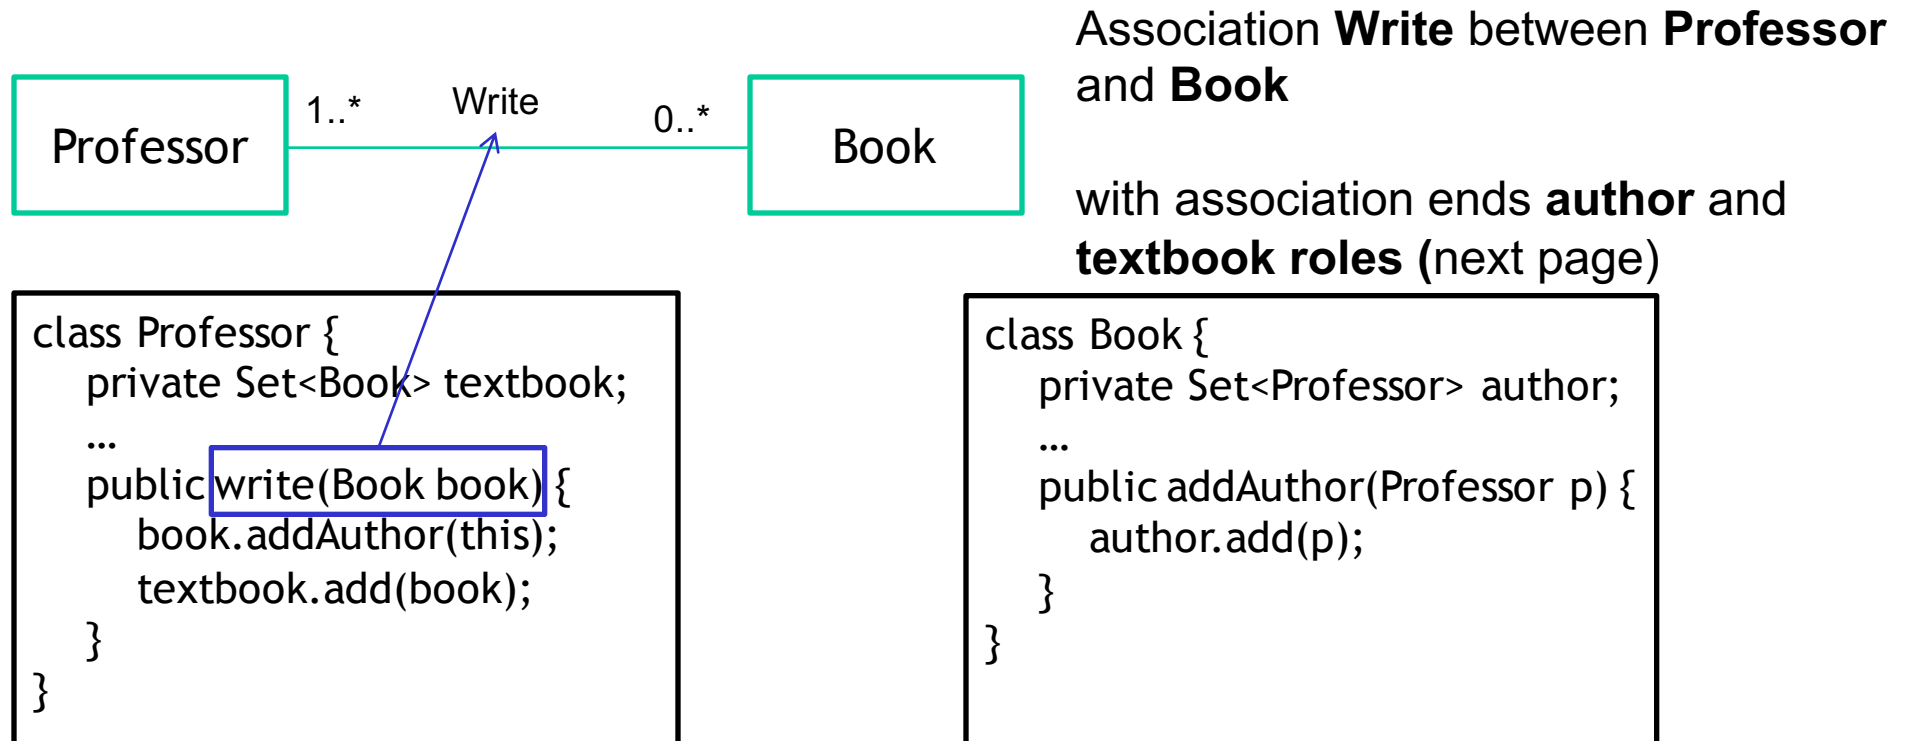 Association Write between Professor
and Book
with association ends author and
textbook roles (next page)
Professor
1..*
Write
0..*
Book
class Professor {
private Set<Book> textbook;
...
public write(Book book) {
book.addAuthor(this);
textbook.add(book);
}
}
class Book {
private Set<Professor> author;
...
public addAuthor(Professor p) {
author.add(p);
}
}